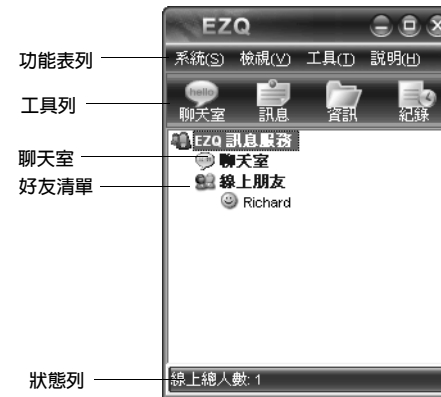 EZQ
功能表列
系統(S) 檢視(V) 工具(T) 說明(H)
工具列
hello
聊天室 訊息 資訊 紀錄
EZQ 訊息服務
聊天室
聊天室
好友清單
線上朋友
Richard
狀態列
線上總人數: 1